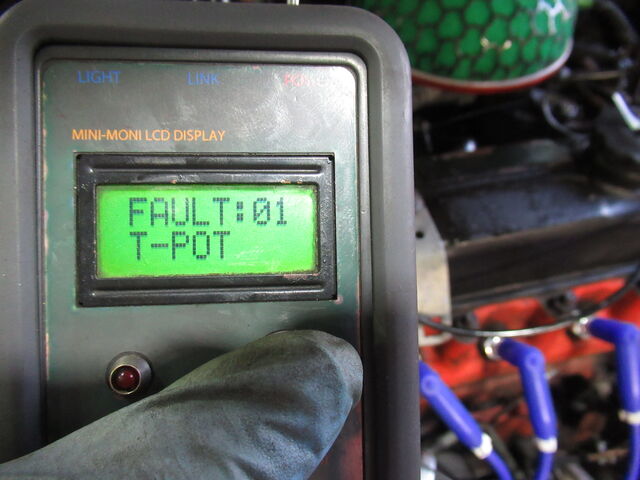 LIGHT LINK
MINI-MONI LCD DISPLAY
FAULT:01
T-POT